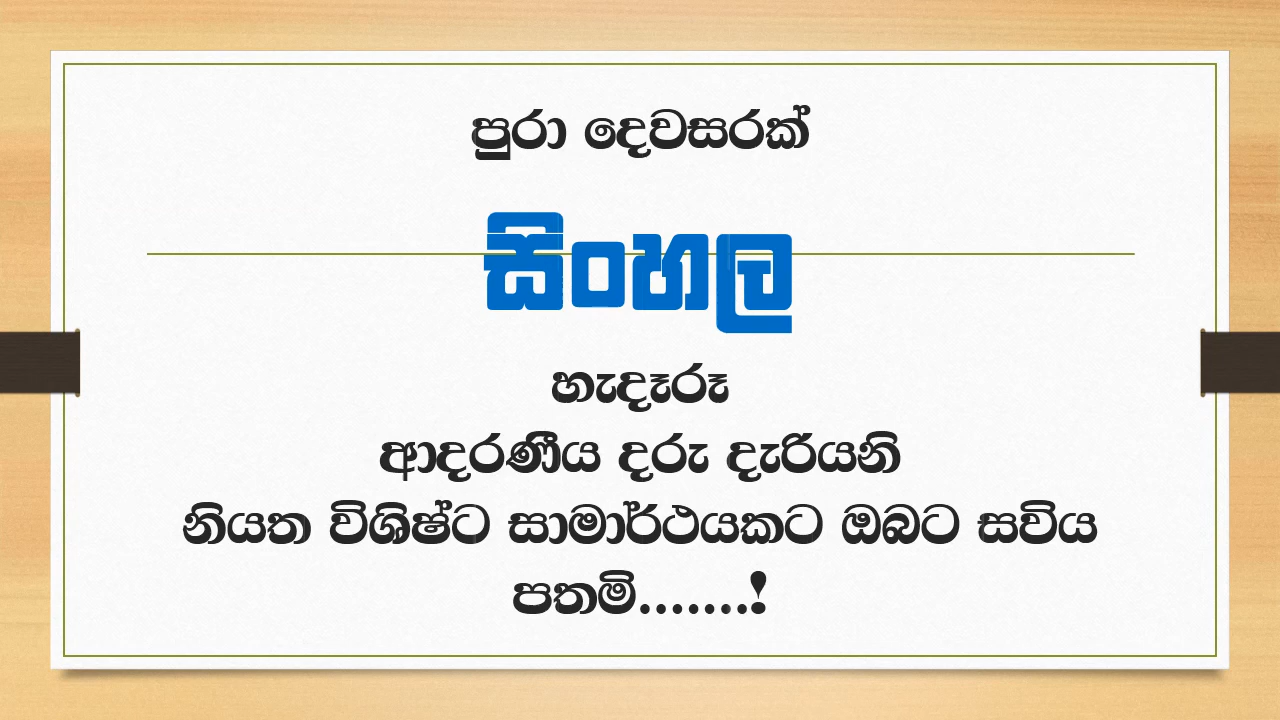 පුරා දෙවසරක්
සිංහල
හැදෑරූ
ආදරණීය දරු දැරියනි
නියත විශිෂ්ට සාමාර්ථයකට ඔබට සවිය
පතමි.......!